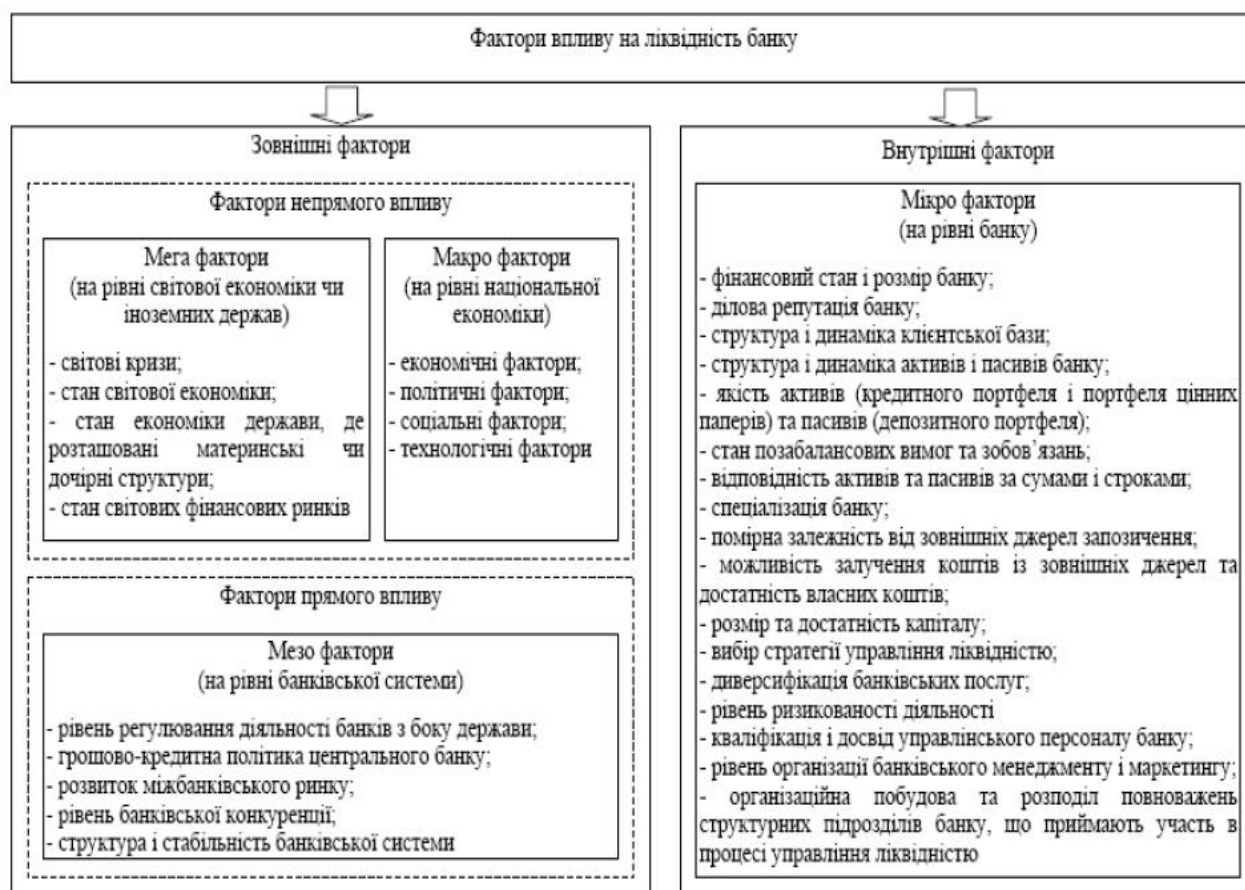 Фактори впливу на ліквідність банку
Зовнішні фактори
Фактори непрямого впливу
Мега фактори
(на рівні світової економіки чи
іноземних держав)
- світові кризи;
- стан світової економіки;
- стан економіки держави, де
розташовані материнські чи
дочірні структури;
- стан світових фінансових ринків
Макро фактори
(на рівні національної
економіки)
- економічні фактори;
- політичні фактори;
- соціальні фактори;
- технологічні фактори
Фактори прямого впливу
Мезо фактори
(на рівні банківської системи)
- рівень регулювання діяльності банків з боку держави;
- грошово-кредитна політика центрального банку;
- розвиток міжбанківського ринку;
- рівень банківської конкуренції;
- структура і стабільність банківської системи
Внутрішні фактори
Мікро фактори
(на рівні банку)
- фінансовий стан і розмір банку;
- ділова репутація банку;
- структура і динаміка клієнтської бази;
- структура і динаміка активів і пасивів банку;
- якість активів (кредитного портфеля і портфеля цінних
паперів) та пасивів (депозитного портфеля);
- стан позабалансових вимог та зобов’язань;
- відповідність активів та пасивів за сумами і строками;
- спеціалізація банку;
- помірна залежність від зовнішніх джерел запозичення;
- можливість залучення коштів із зовнішніх джерел та
достатність власних коштів;
- розмір та достатність капіталу;
- вибір стратегії управління ліквідністю;
- диверсифікація банківських послуг;
- рівень ризикованості діяльності
- кваліфікація і досвід управлінського персоналу банку;
- рівень організації банківського менеджменту і маркетингу;
- організаційна побудова та розподіл повноважень
структурних підрозділів банку, що приймають участь в
процесі управління ліквідністю